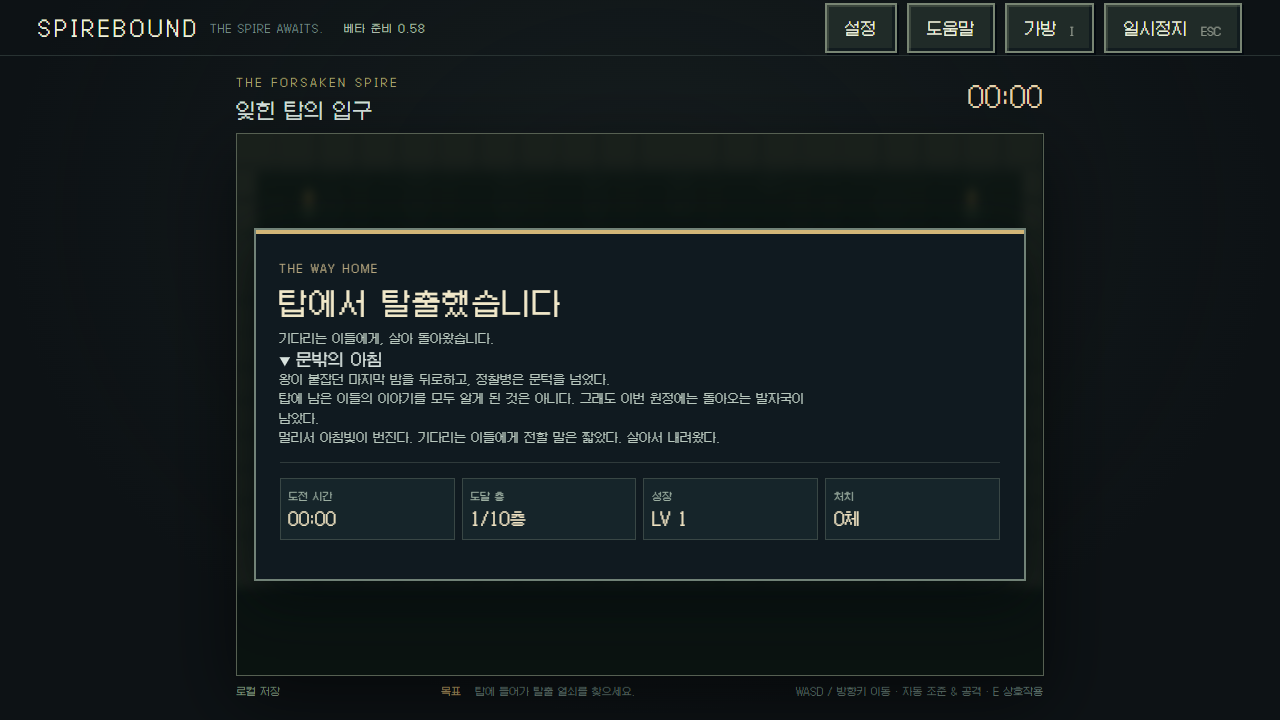 SPIREBOUND THE SPIRE AWAITS. 베타 준비 0.58 설정 도움말 가방 I 일시정지 ESC
THE FORSAKEN SPIRE
잊힌 탑의 입구
00:00
THE WAY HOME
탑에서 탈출했습니다
기다리는 이들에게, 살아 돌아왔습니다.
▼ 문밖의 아침
왕이 붙잡던 마지막 밤을 뒤로하고, 정찰병은 문턱을 넘었다.
탑에 남은 이들의 이야기를 모두 알게 된 것은 아니다. 그래도 이번 원정에는 돌아오는 발자국이
남았다.
멀리서 아침빛이 번진다. 기다리는 이들에게 전할 말은 짧았다. 살아서 내려왔다.
도전 시간 도달 층 성장 처치
00:00 1/10층 LV 1 0체
로컬 저장 목표 탑에 들어가 탈출 열쇠를 찾으세요. WASD / 방향키 이동 · 자동 조준 & 공격 · E 상호작용